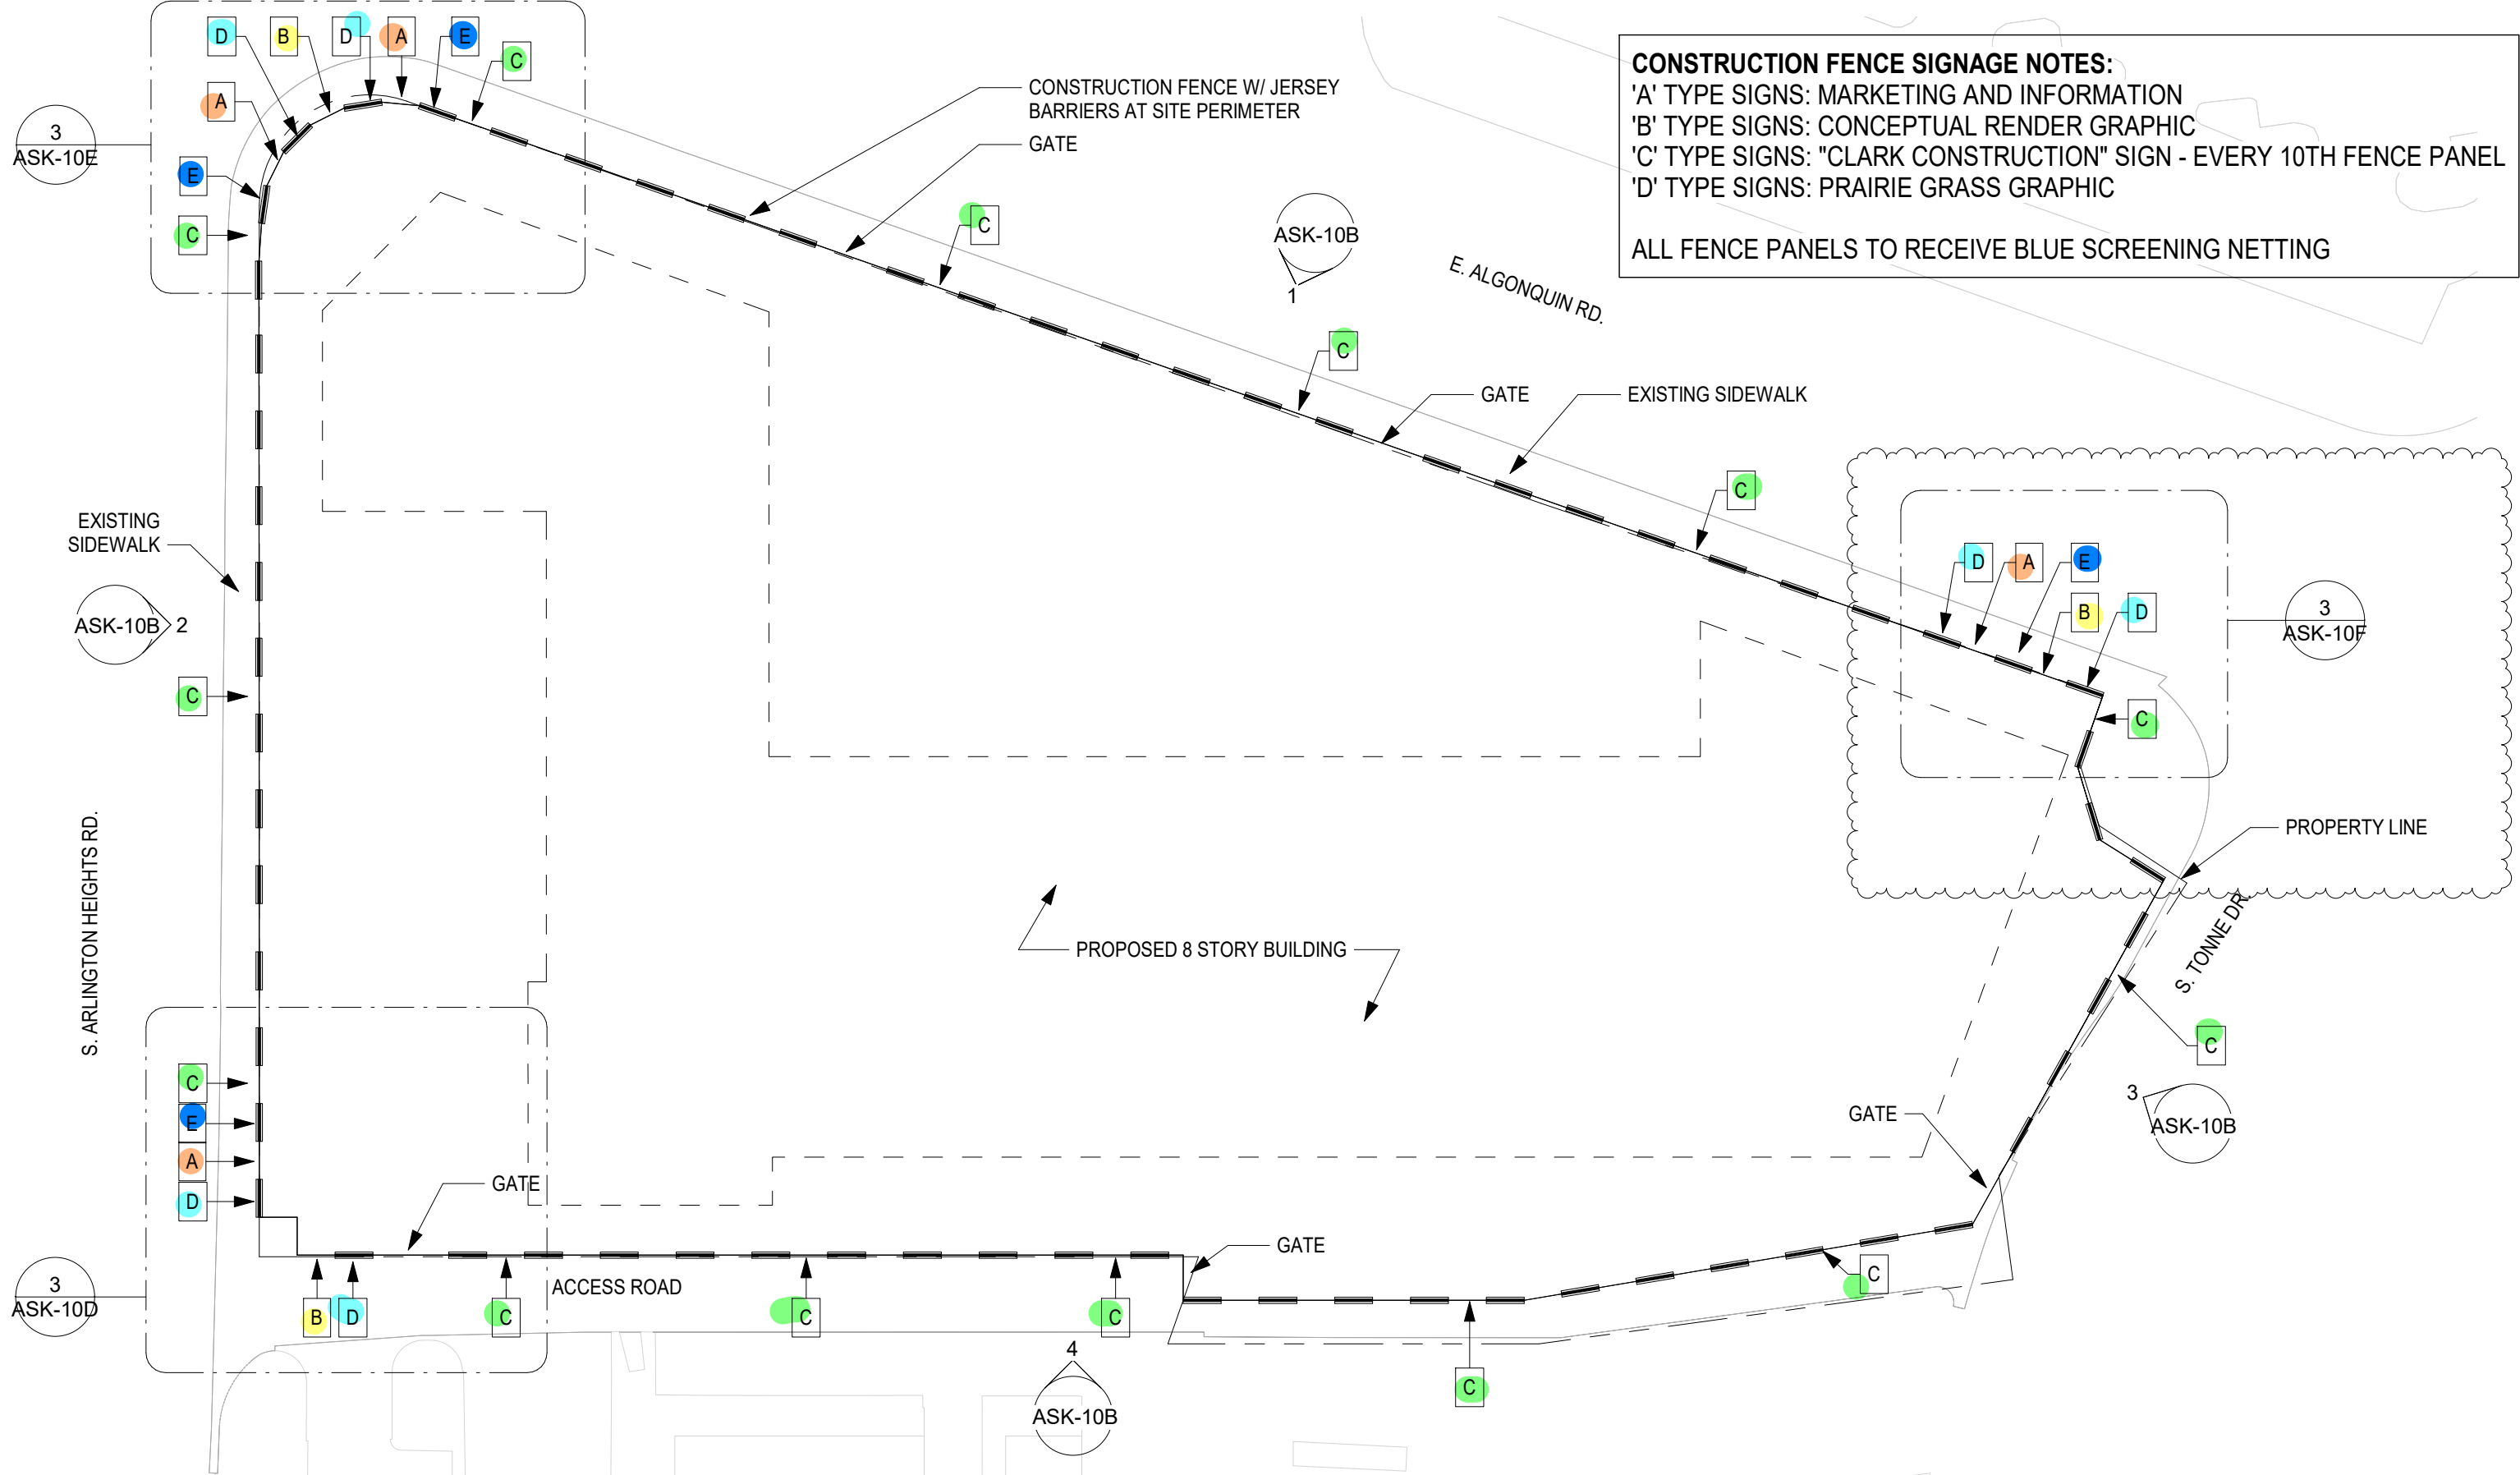 D B D A E C
A
3
ASK-10E
E
C
CONSTRUCTION FENCE W/ JERSEY
BARRIERS AT SITE PERIMETER
GATE
C
ASK-10B
1
E. ALGONQUIN RD.
CONSTRUCTION FENCE SIGNAGE NOTES:
'A' TYPE SIGNS: MARKETING AND INFORMATION
'B' TYPE SIGNS: CONCEPTUAL RENDER GRAPHIC
'C' TYPE SIGNS: "CLARK CONSTRUCTION" SIGN - EVERY 10TH FENCE PANEL
'D' TYPE SIGNS: PRAIRIE GRASS GRAPHIC
ALL FENCE PANELS TO RECEIVE BLUE SCREENING NETTING
C
GATE
EXISTING SIDEWALK
C
EXISTING
SIDEWALK
ASK-10B
2
C
D A E
B D
3
ASK-10F
C
PROPERTY LINE
S. ARLINGTON HEIGHTS RD.
PROPOSED 8 STORY BUILDING
S. TONNE DR.
C
3
ASK-10B
GATE
C
E
A
D
GATE
GATE
3
ASK-10D
ACCESS ROAD
B D C C C
C
4
ASK-10B
C